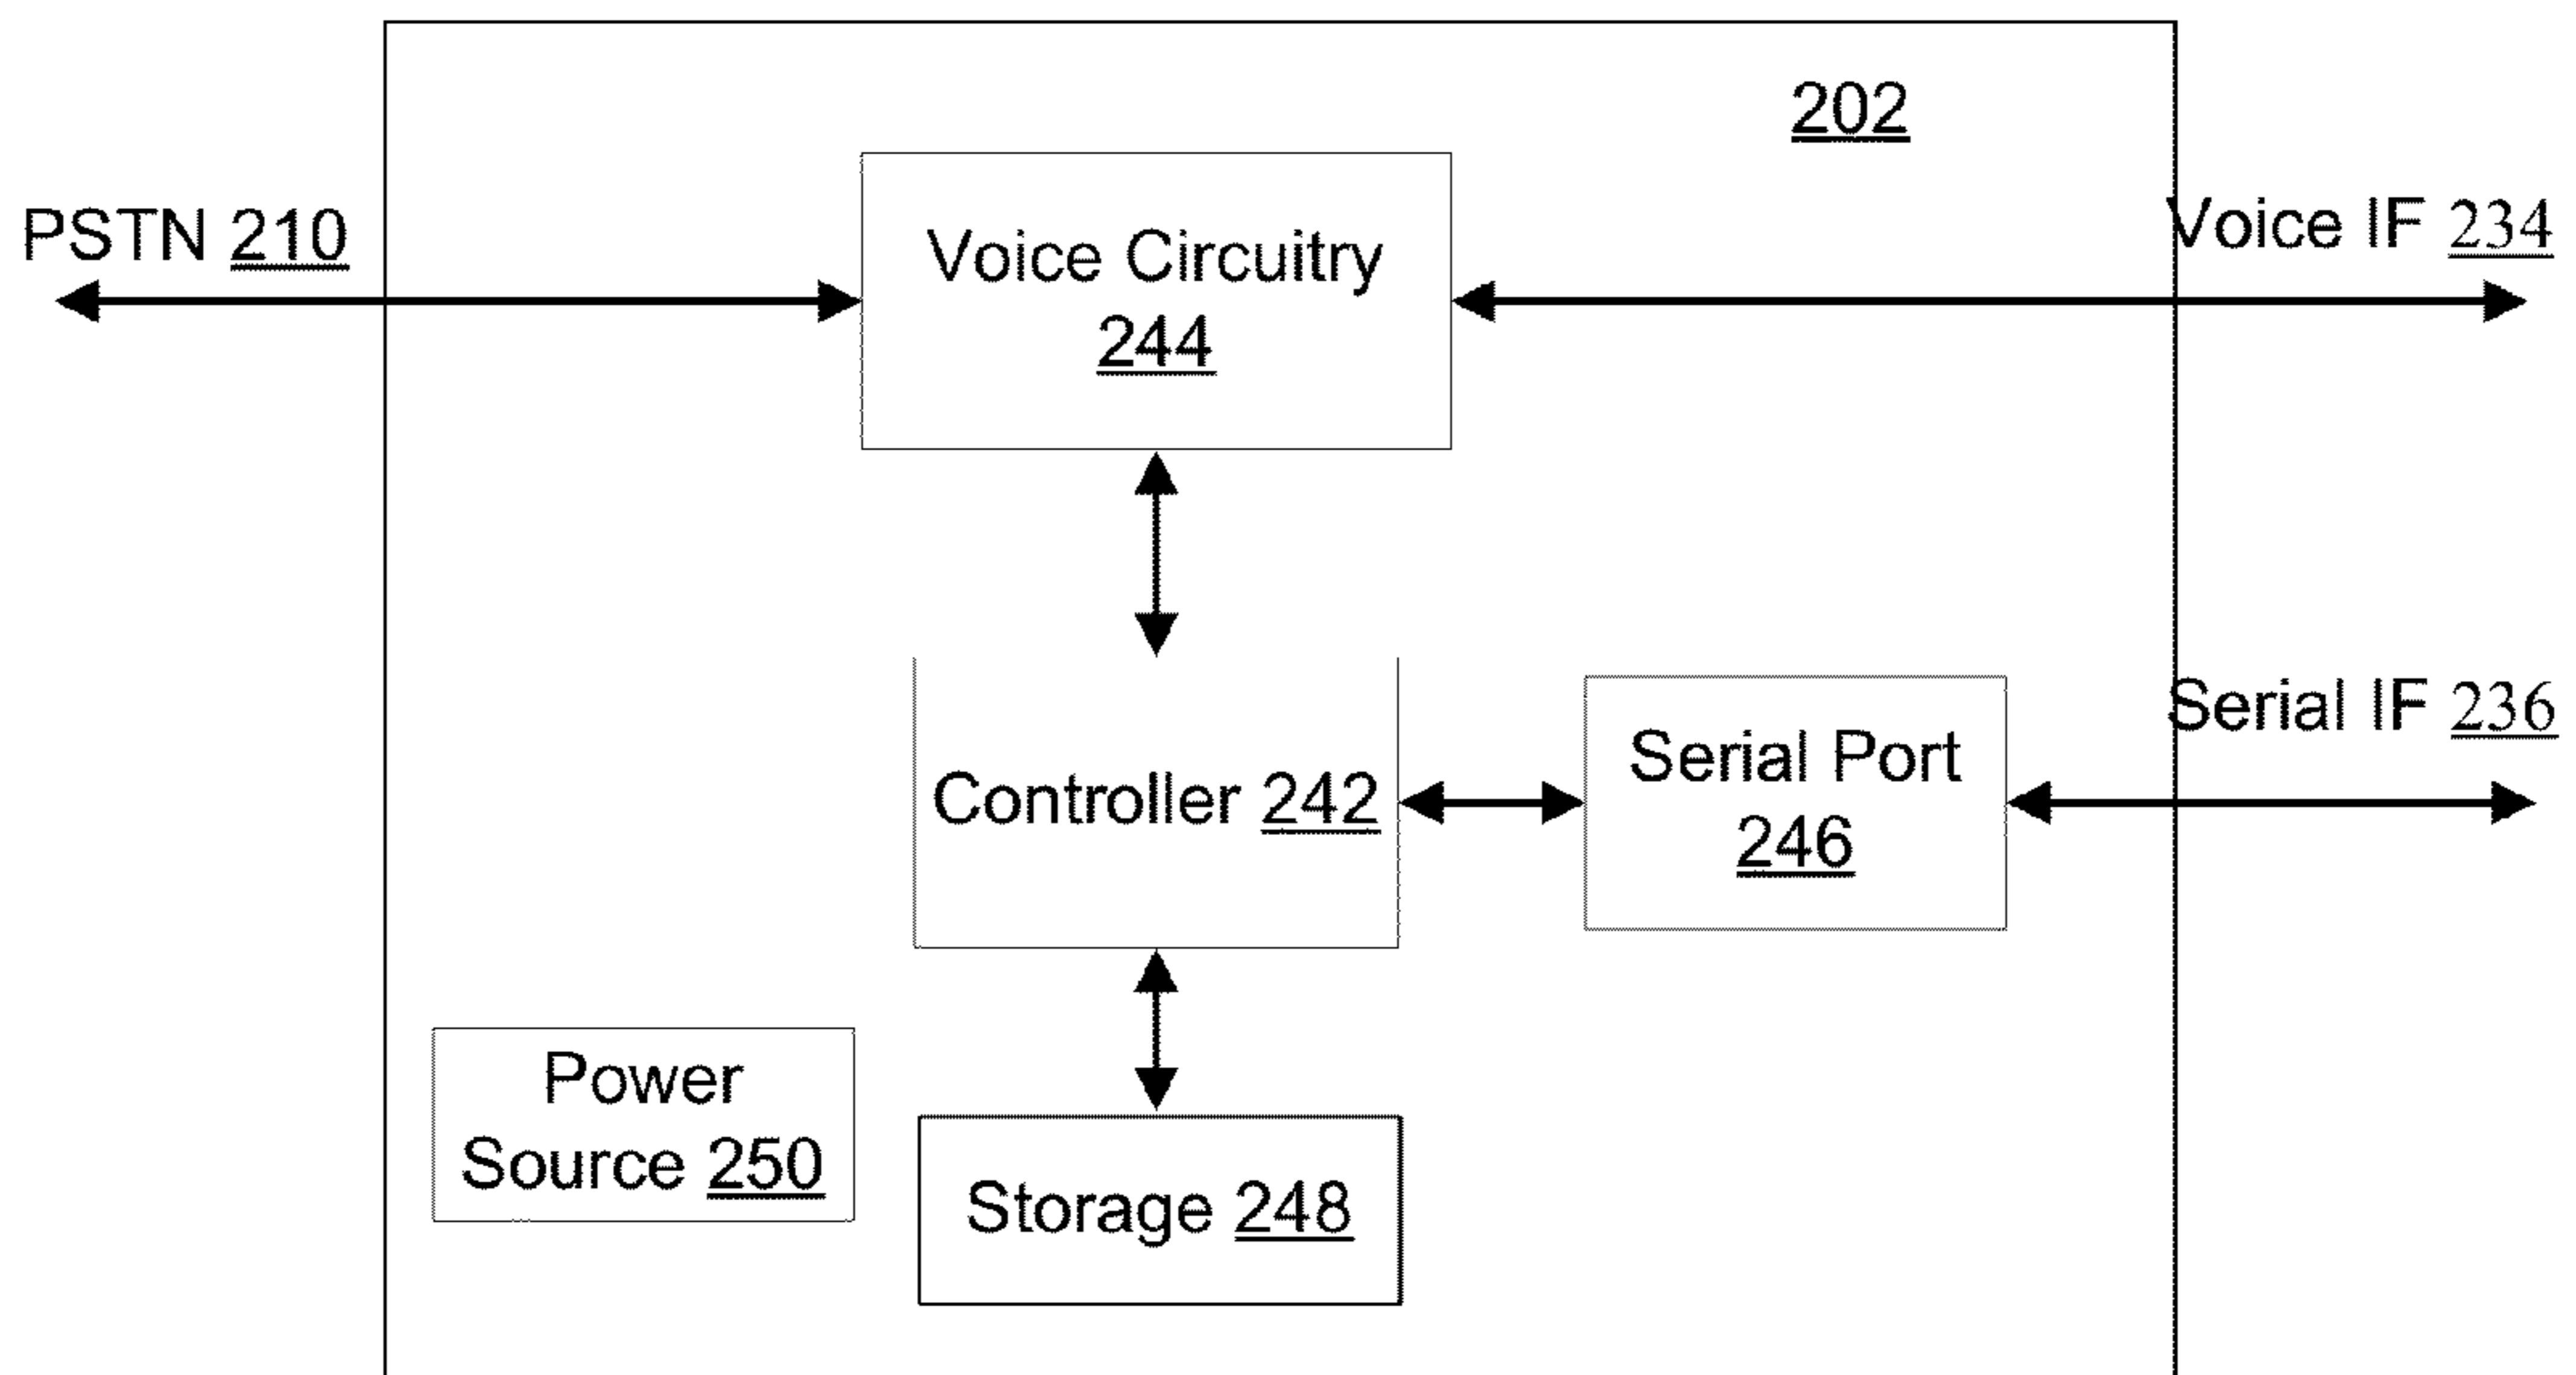 202
PSTN 210
Voice IF 234
Voice Circuitry
244
Serial IF 236
Controller 242
Serial Port
246
Power
Source 250
Storage 248